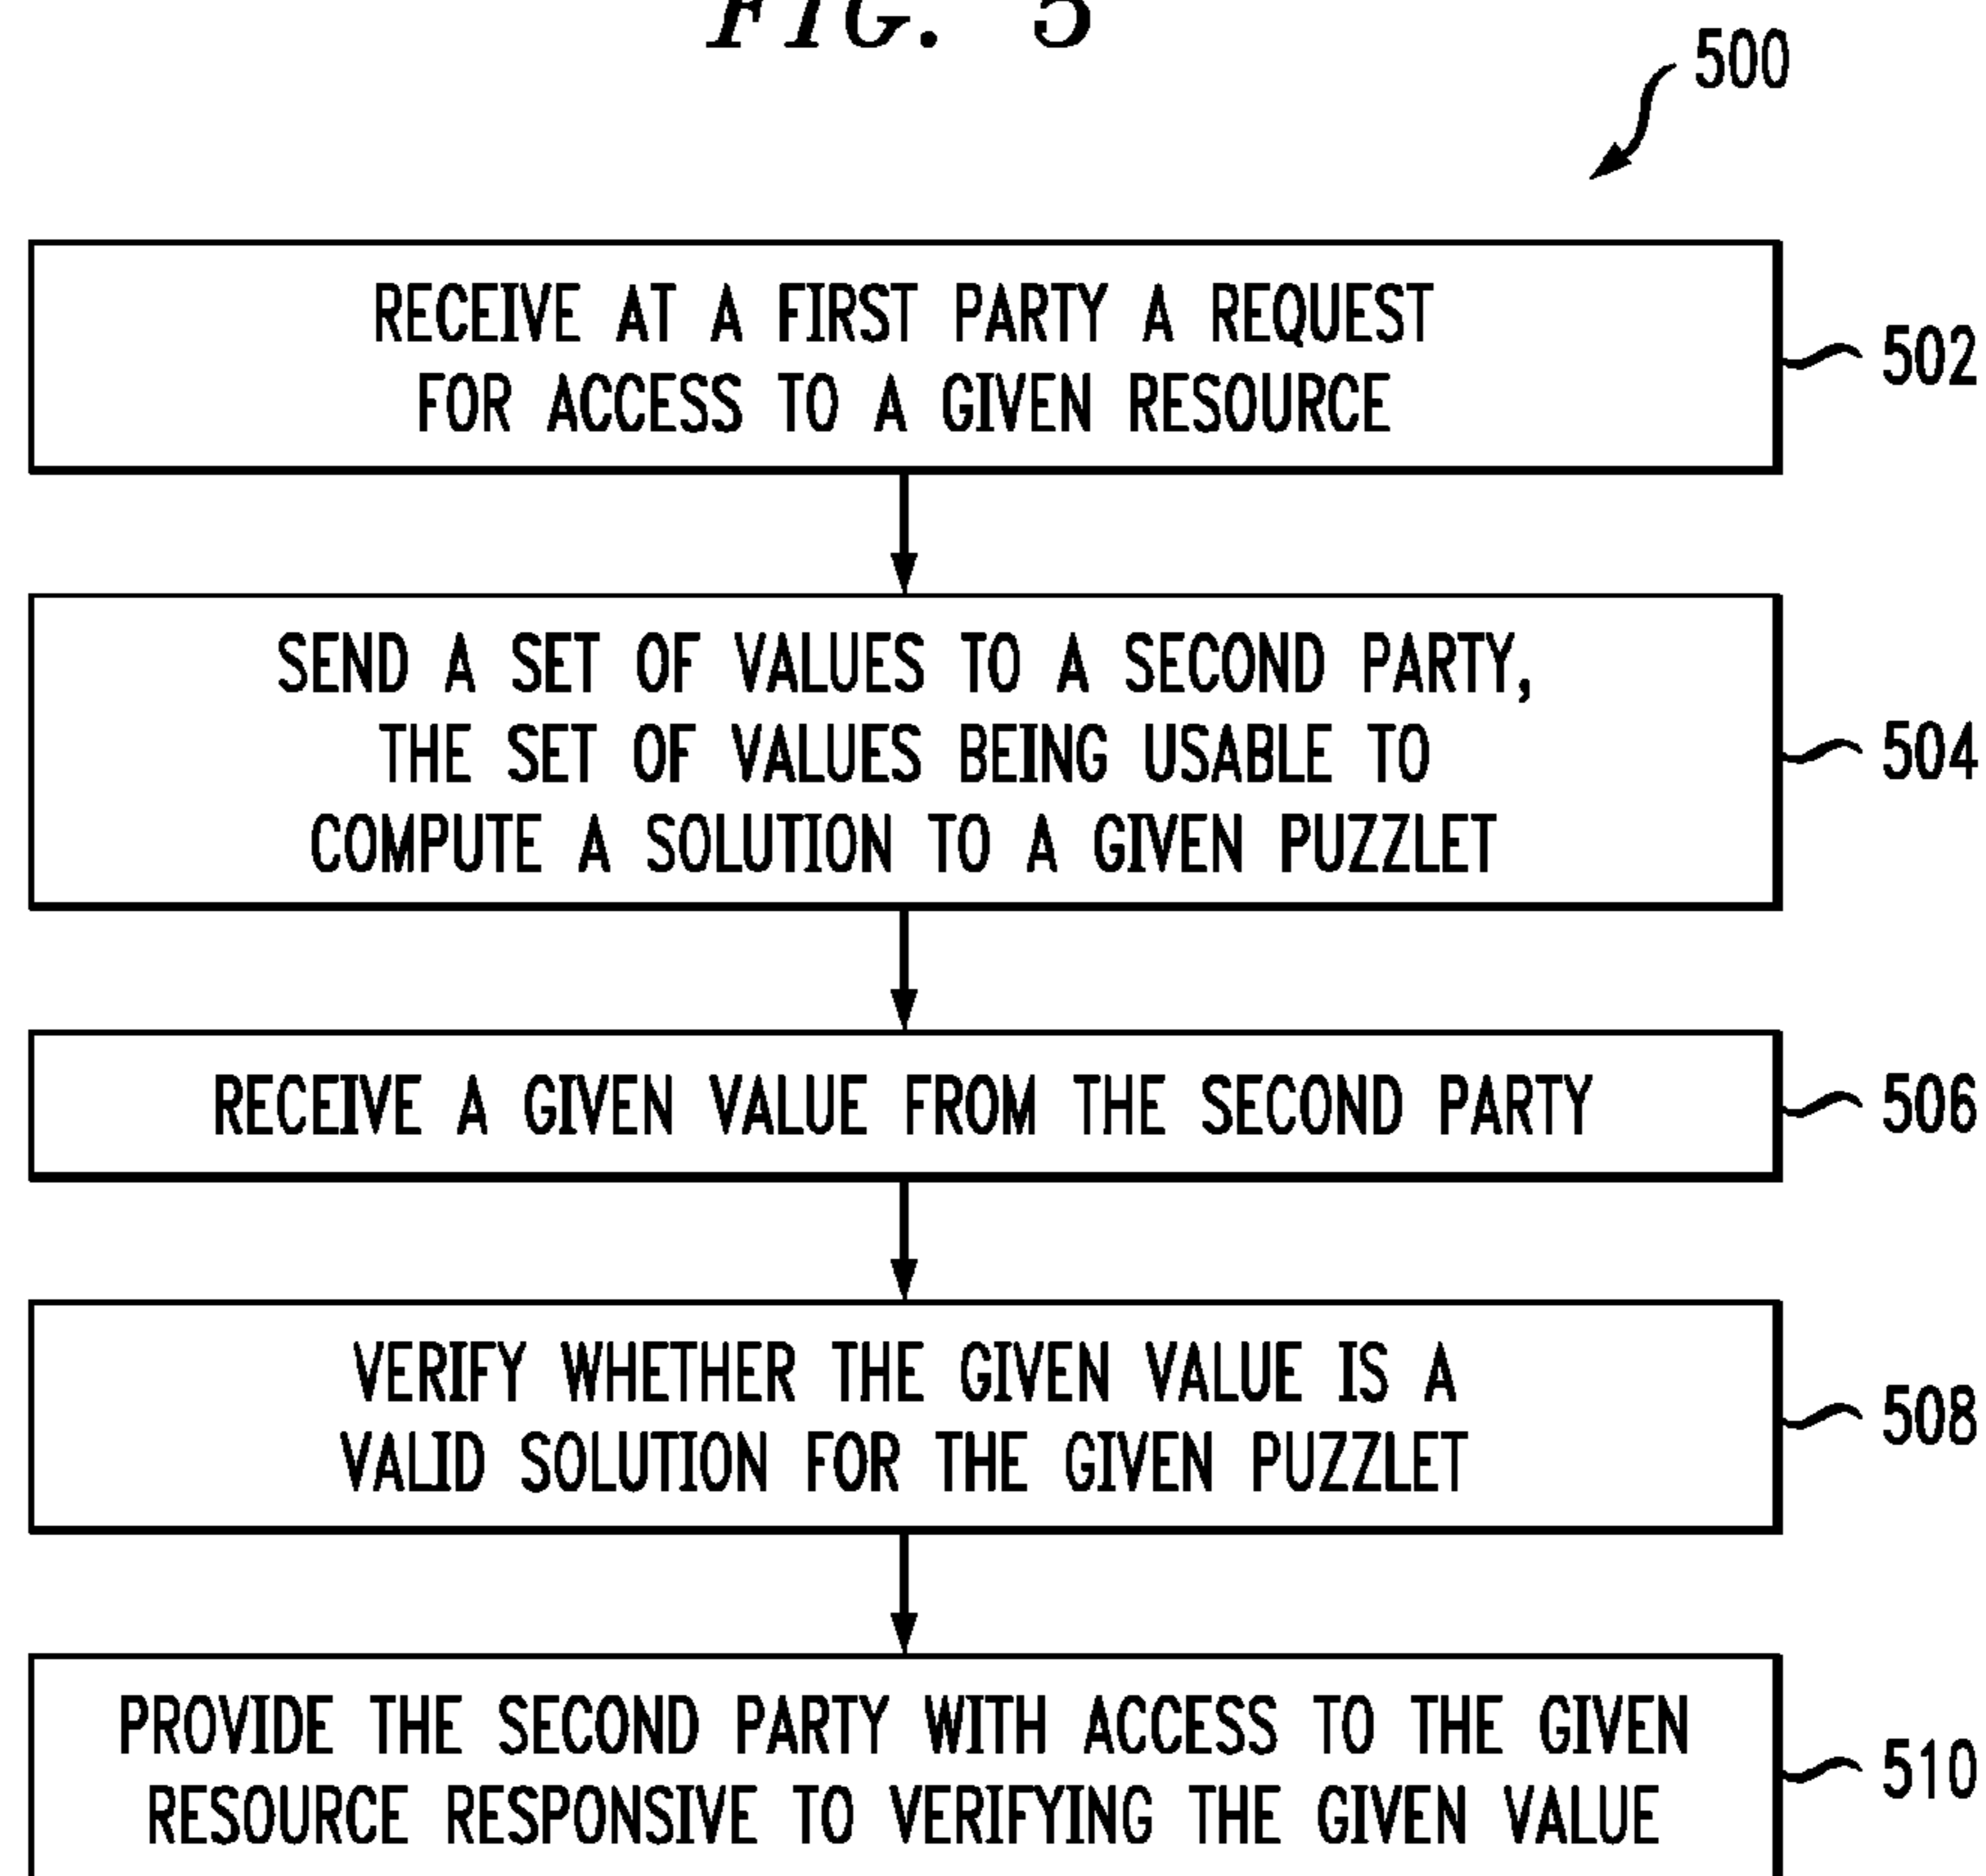 FIG. 5
500
RECEIVE AT A FIRST PARTY A REQUEST
FOR ACCESS TO A GIVEN RESOURCE
502
SEND A SET OF VALUES TO A SECOND PARTY,
THE SET OF VALUES BEING USABLE TO
COMPUTE A SOLUTION TO A GIVEN PUZZLET
504
RECEIVE A GIVEN VALUE FROM THE SECOND PARTY
506
VERIFY WHETHER THE GIVEN VALUE IS A
VALID SOLUTION FOR THE GIVEN PUZZLET
508
PROVIDE THE SECOND PARTY WITH ACCESS TO THE GIVEN
RESOURCE RESPONSIVE TO VERIFYING THE GIVEN VALUE
510